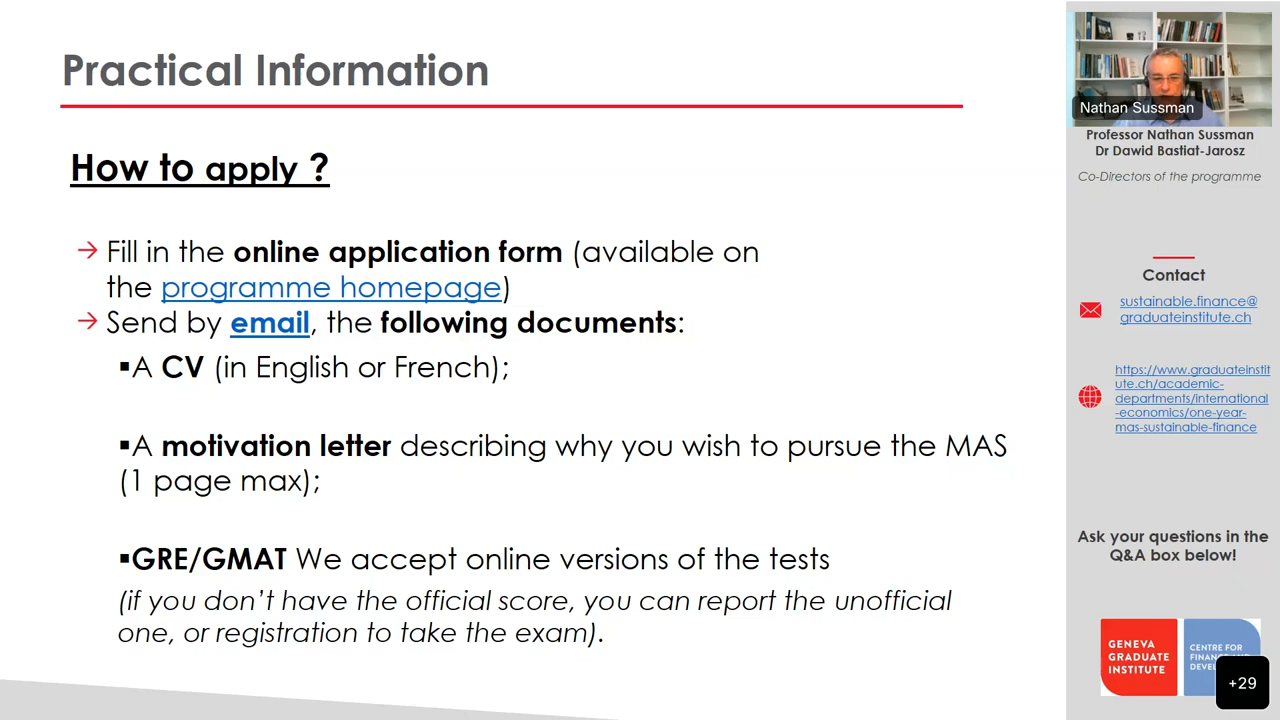 Practical Information
How to apply ?
→ Fill in the online application form (available on
the programme homepage)
→ Send by email, the following documents:
▪A CV (in English or French);
▪A motivation letter describing why you wish to pursue the MAS
(1 page max);
▪GRE/GMAT We accept online versions of the tests
(if you don't have the official score, you can report the unofficial
one, or registration to take the exam).
Nathan Sussman
Professor Nathan Sussman
Dr Dawid Bastiat-Jarosz
Co-Directors of the programme
Contact
sustainable.finance@
graduateinstitute.ch
https://www.graduateinstit
ute.ch/academic-
departments/international
-economics/one-year-
mas-sustainable-finance
Ask your questions in the
Q&A box below!
GENEVA
GRADUATE
INSTITUTE
CENTRE FOR
+29